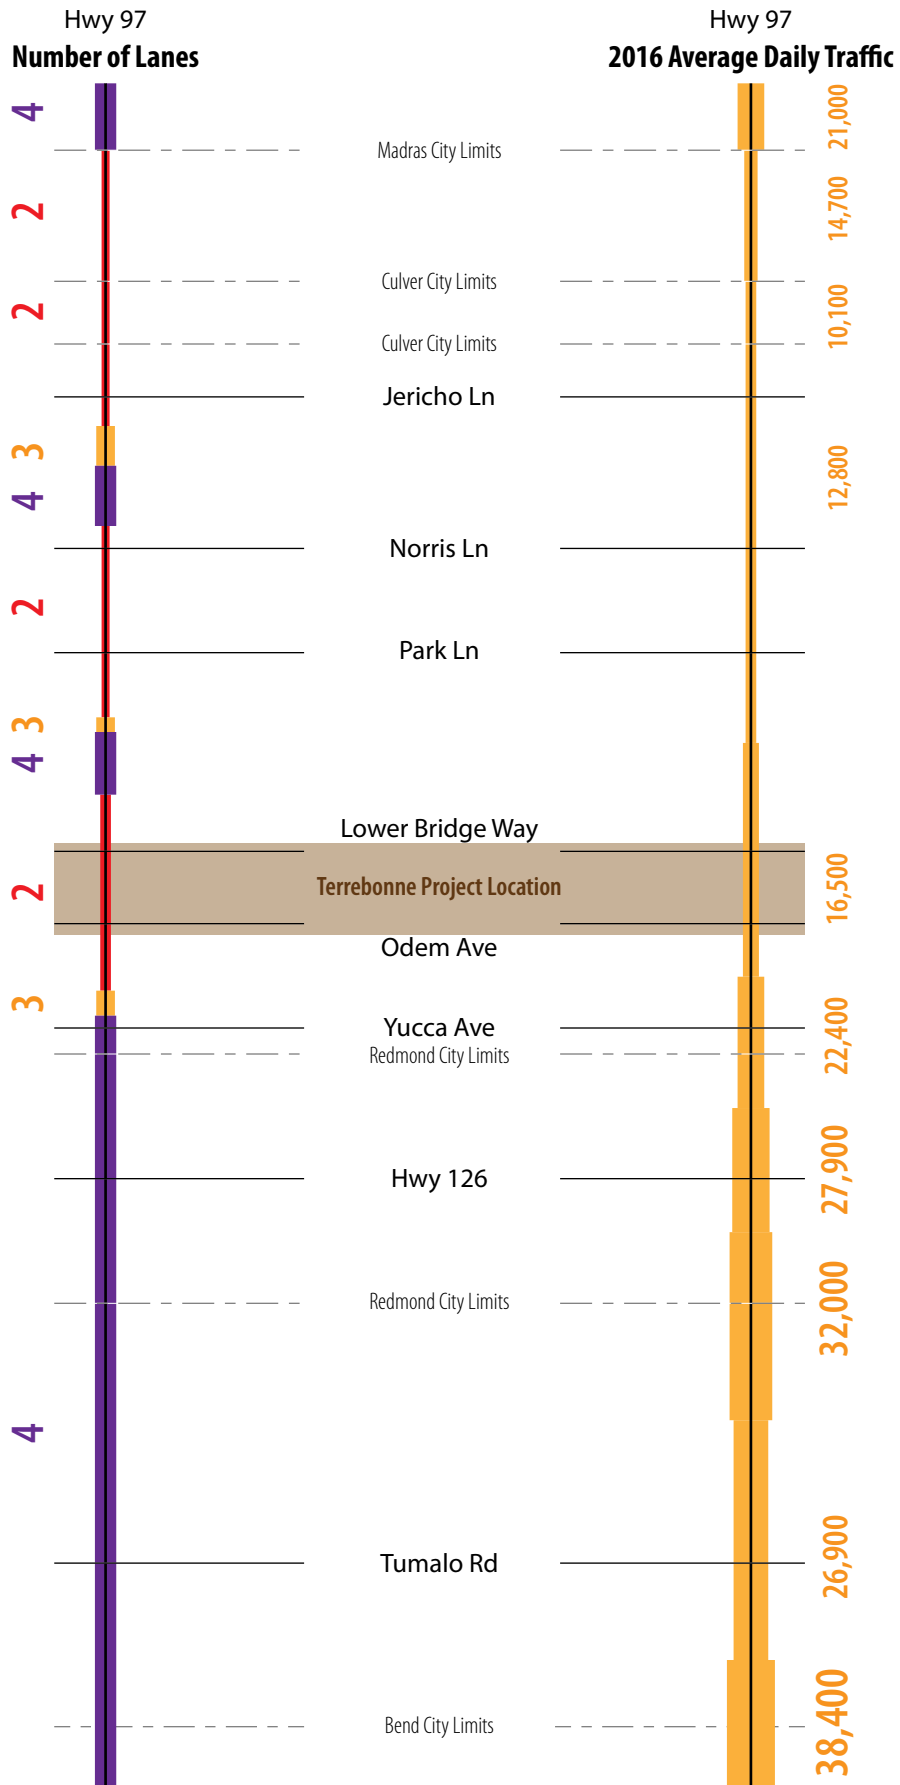 Hwy 97
Number of Lanes
Hwy 97
2016 Average Daily Traffic
4
21,000
Madras City Limits
2
14,700
Culver City Limits
2
10,100
Culver City Limits
Jericho Ln
3
12,800
4
Norris Ln
2
Park Ln
3
4
Lower Bridge Way
2
Terrebonne Project Location
16,500
Odem Ave
3
Yucca Ave
22,400
Redmond City Limits
27,900
Hwy 126
32,000
Redmond City Limits
4
26,900
Tumalo Rd
38,400
Bend City Limits